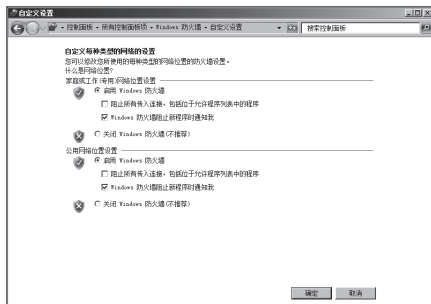 自定义设置
控制面板 所有控制面板项 Windows 防火墙 自定义设置
搜索控制面板
自定义每种类型的网络的设置
您可以修改您所使用的每种类型的网络位置的防火墙设置。
什么是网络位置?
家庭或工作(专用)网络位置设置
启用 Windows 防火墙
阻止所有传入连接，包括位于允许程序列表中的程序
Windows 防火墙阻止新程序时通知我
关闭 Windows 防火墙(不推荐)
公用网络位置设置
启用 Windows 防火墙
阻止所有传入连接，包括位于允许程序列表中的程序
Windows 防火墙阻止新程序时通知我
关闭 Windows 防火墙(不推荐)
确定 取消